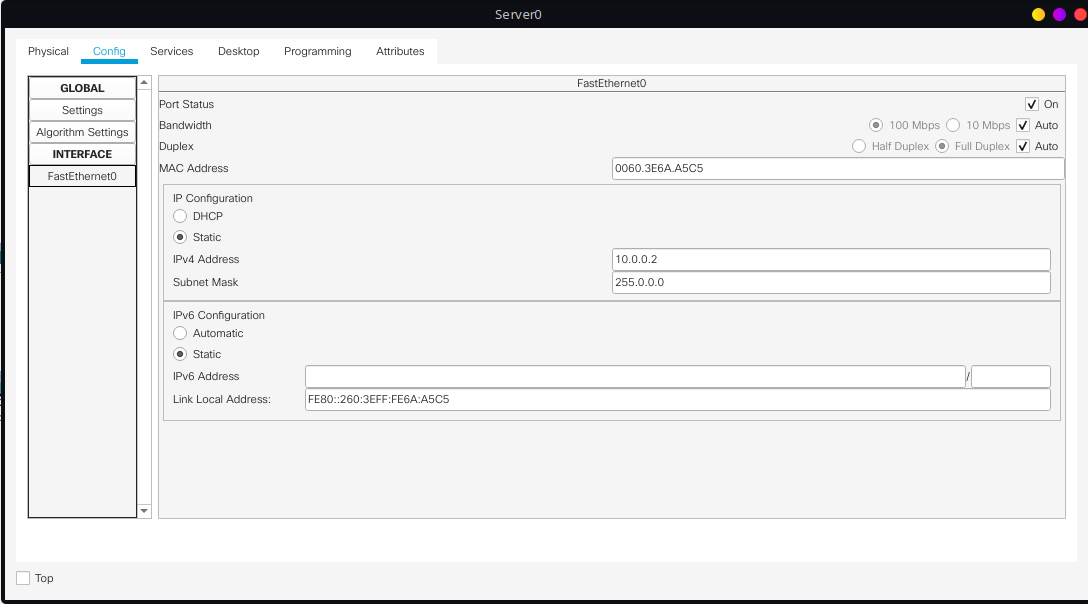 Server0
Physical Config Services Desktop Programming Attributes
GLOBAL
Settings
Algorithm Settings
INTERFACE
FastEthernet0
FastEthernet0
Port Status On
Bandwidth 100 Mbps 10 Mbps Auto
Duplex Half Duplex Full Duplex Auto
MAC Address 0060.3E6A.A5C5
IP Configuration
DHCP
Static
IPv4 Address 10.0.0.2
Subnet Mask 255.0.0.0
IPv6 Configuration
Automatic
Static
IPv6 Address /
Link Local Address: FE80::260:3EFF:FE6A:A5C5
Top